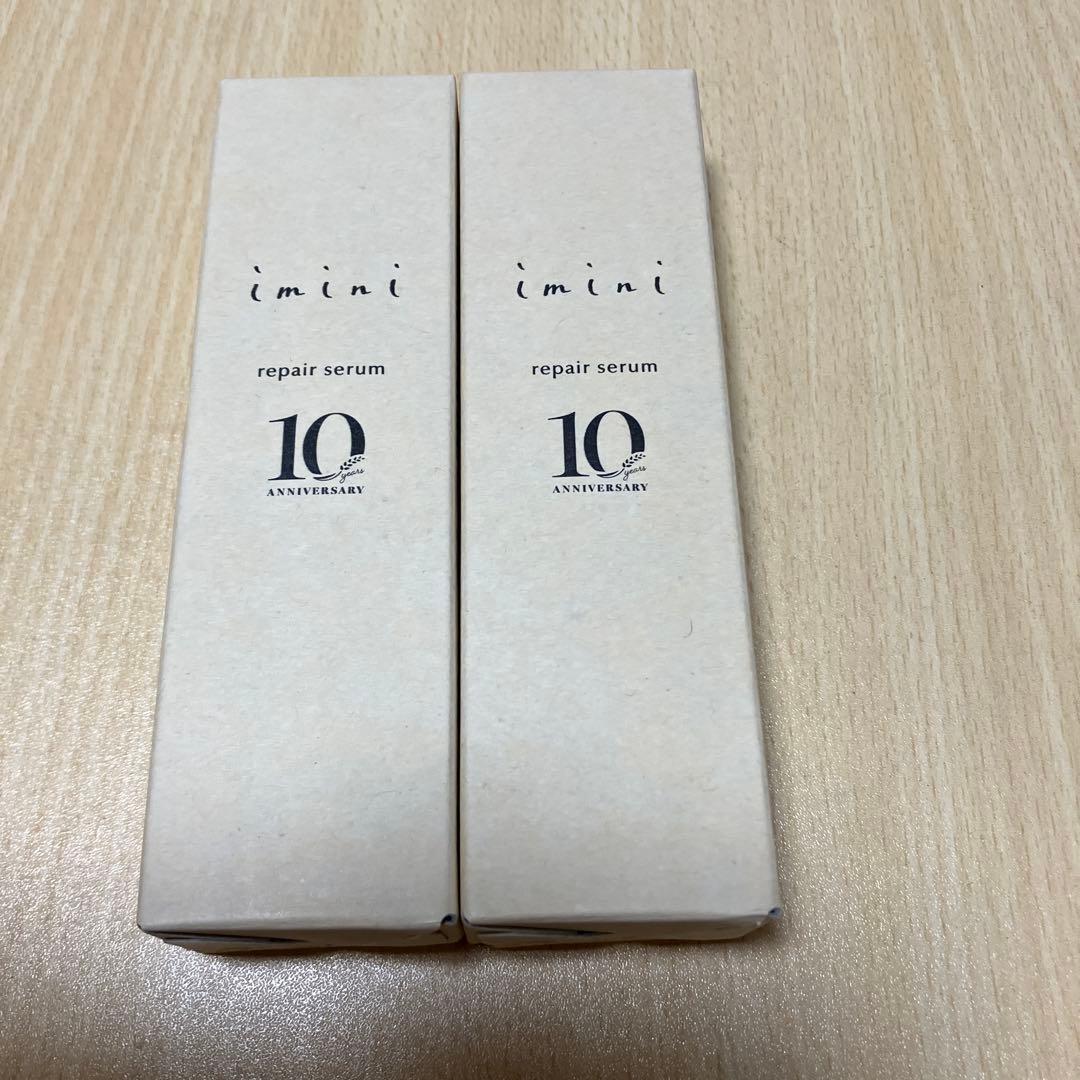 imini
repair serum
10
years
ANNIVERSARY
imini
repair serum
10
years
ANNIVERSARY